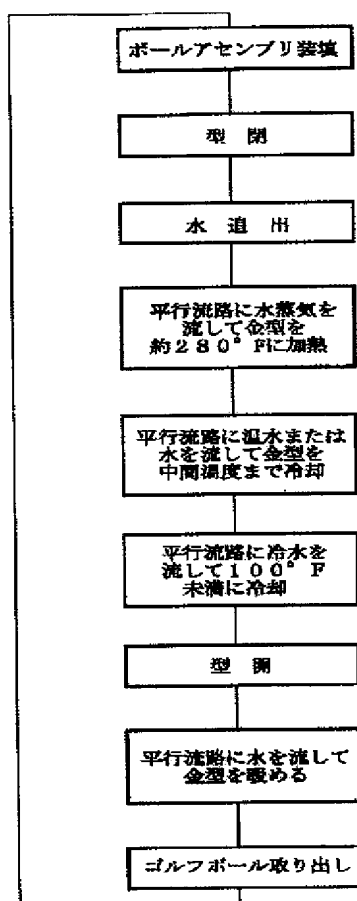 ボールアセンブリ装填
型 閉
水 追 出
平行流路に水蒸気を
流して金型を
約280°Fに加熱
平行流路に温水または
水を流して金型を
中間温度まで冷却
平行流路に冷水を
流して100°F
未満に冷却
型 開
平行流路に水を流して
金型を暖める
ゴルフボール取り出し